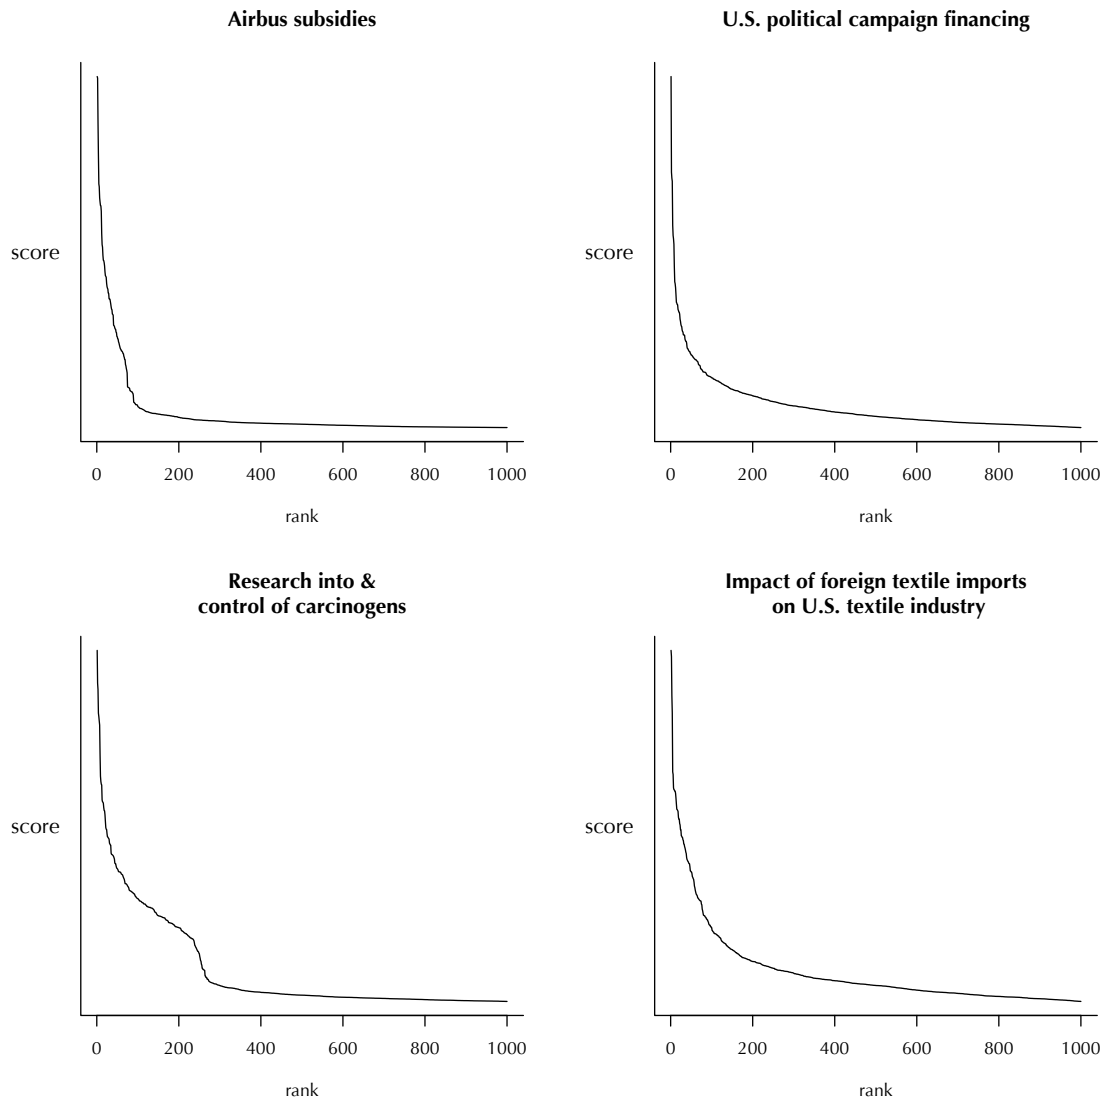 Airbus subsidies
score
0 200 400 600 800 1000
rank
U.S. political campaign financing
score
0 200 400 600 800 1000
rank
Research into &
control of carcinogens
score
0 200 400 600 800 1000
rank
Impact of foreign textile imports
on U.S. textile industry
score
0 200 400 600 800 1000
rank